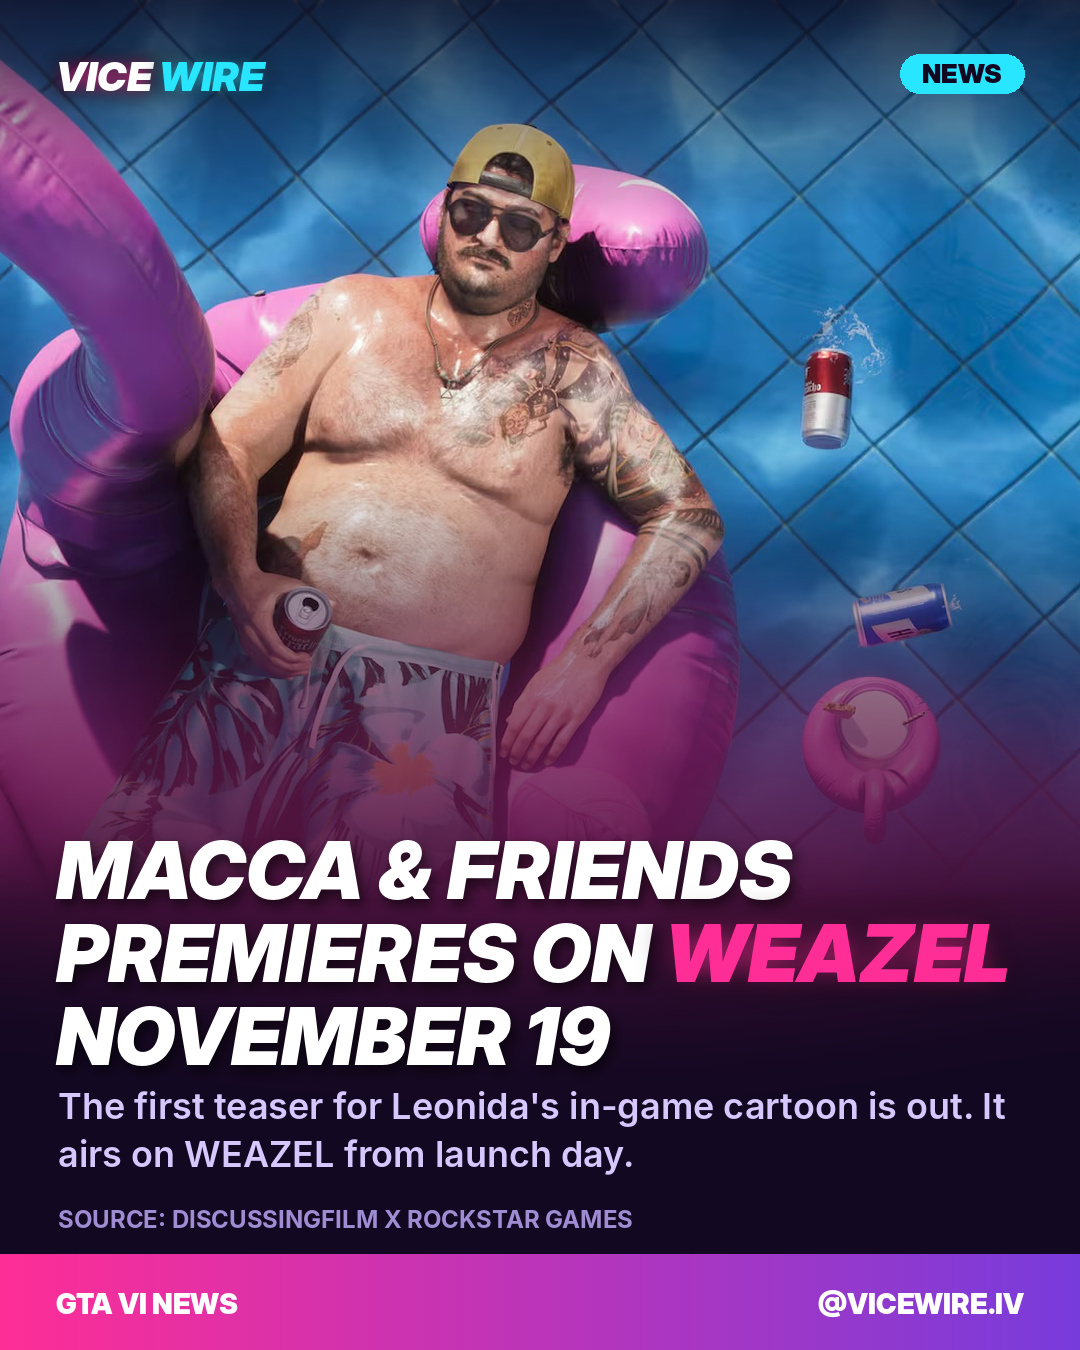 VICE WIRE
NEWS
MACCA & FRIENDS
PREMIERES ON WEAZEL
NOVEMBER 19
The first teaser for Leonida's in-game cartoon is out. It
airs on WEAZEL from launch day.
SOURCE: DISCUSSINGFILM X ROCKSTAR GAMES
GTA VI NEWS
@VICEWIRE.IV